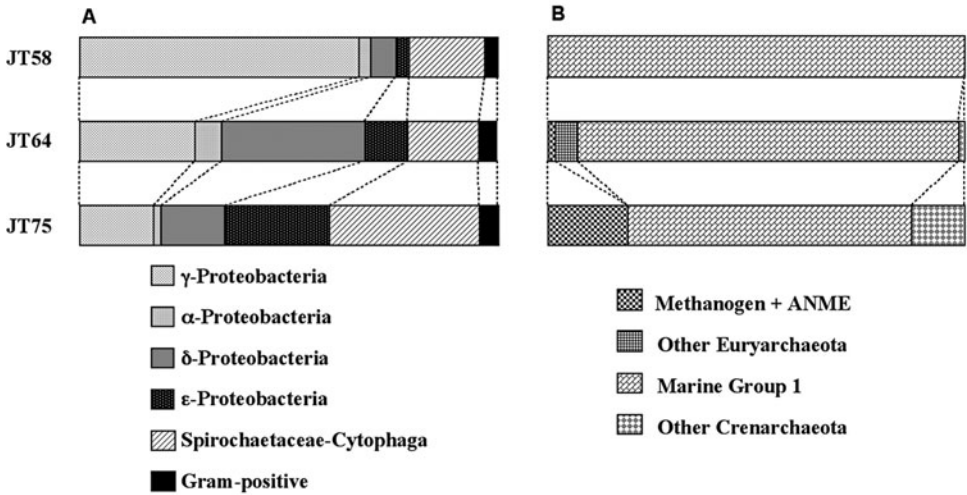 A
B
JT58
JT64
JT75
γ-Proteobacteria
α-Proteobacteria
δ-Proteobacteria
ε-Proteobacteria
Spirochaetaceae-Cytophaga
Gram-positive
Methanogen + ANME
Other Euryarchaeota
Marine Group 1
Other Crenarchaeota